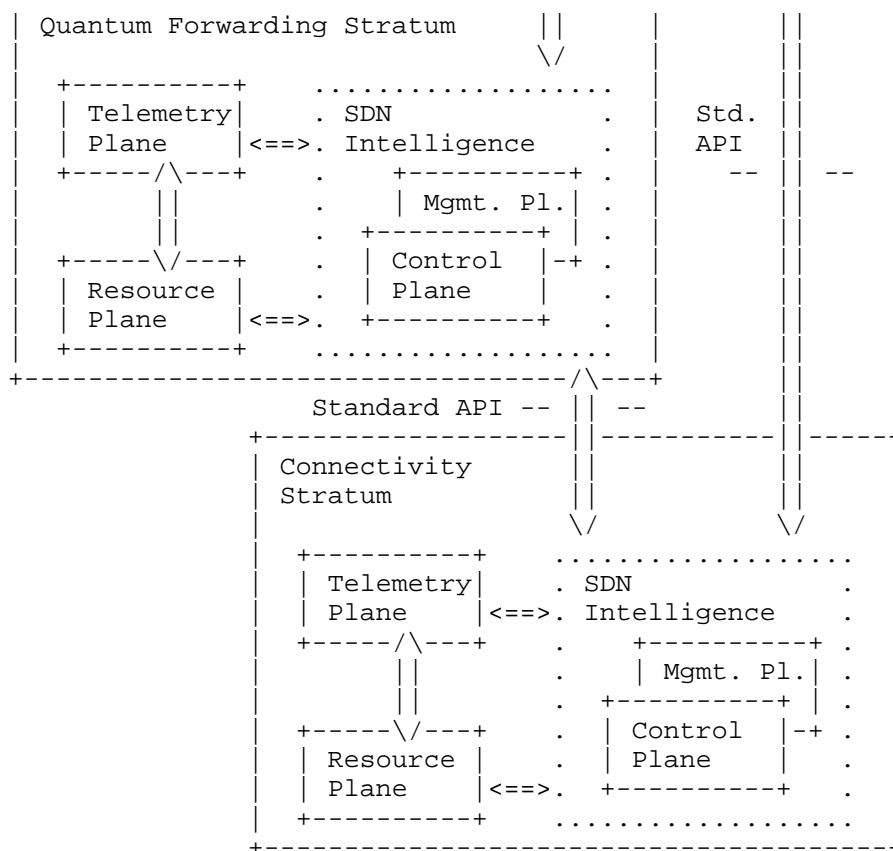 Quantum Forwarding Stratum
Telemetry . SDN
Plane <==>. Intelligence
Std.
API
Mgmt. Pl.
Control
Plane
Resource
Plane <==>.
Standard API
Connectivity
Stratum
Telemetry . SDN
Plane <==>. Intelligence
Mgmt. Pl.
Resource
Plane <==>.
Control
Plane